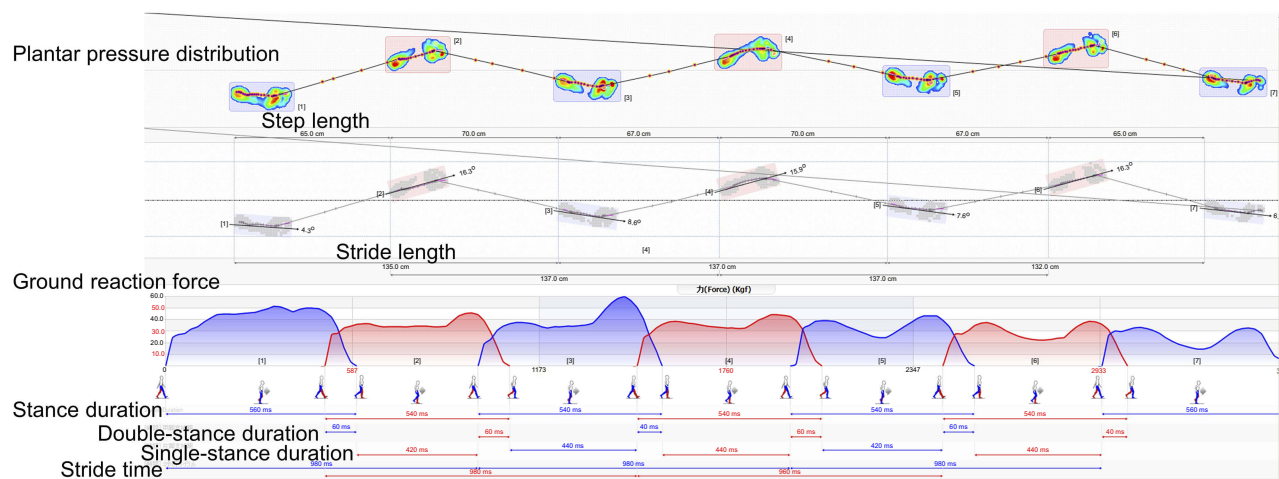 Plantar pressure distribution
[2]
[4]
[6]
[1]
[3]
[5]
[7]
Step length
65.0 cm
70.0 cm
67.0 cm
70.0 cm
67.0 cm
65.0 cm
[2]
16.3°
[4]
15.9°
[6]
16.3°
[1]
4.3°
[3]
8.6°
[5]
7.6°
[7]
6.
Stride length
[4]
135.0 cm
137.0 cm
137.0 cm
137.0 cm
132.0 cm
Ground reaction force
力(Force) (Kgf)
60.0
50.0
40.0
30.0
20.0
10.0
[1]
[2]
[3]
[4]
[5]
[6]
[7]
0
587
1173
1760
2347
2933
Stance duration
560 ms
540 ms
540 ms
540 ms
540 ms
540 ms
560 ms
Double-stance duration
60 ms
60 ms
40 ms
60 ms
60 ms
40 ms
Single-stance duration
420 ms
440 ms
440 ms
420 ms
440 ms
Stride time
980 ms
980 ms
980 ms
980 ms
960 ms